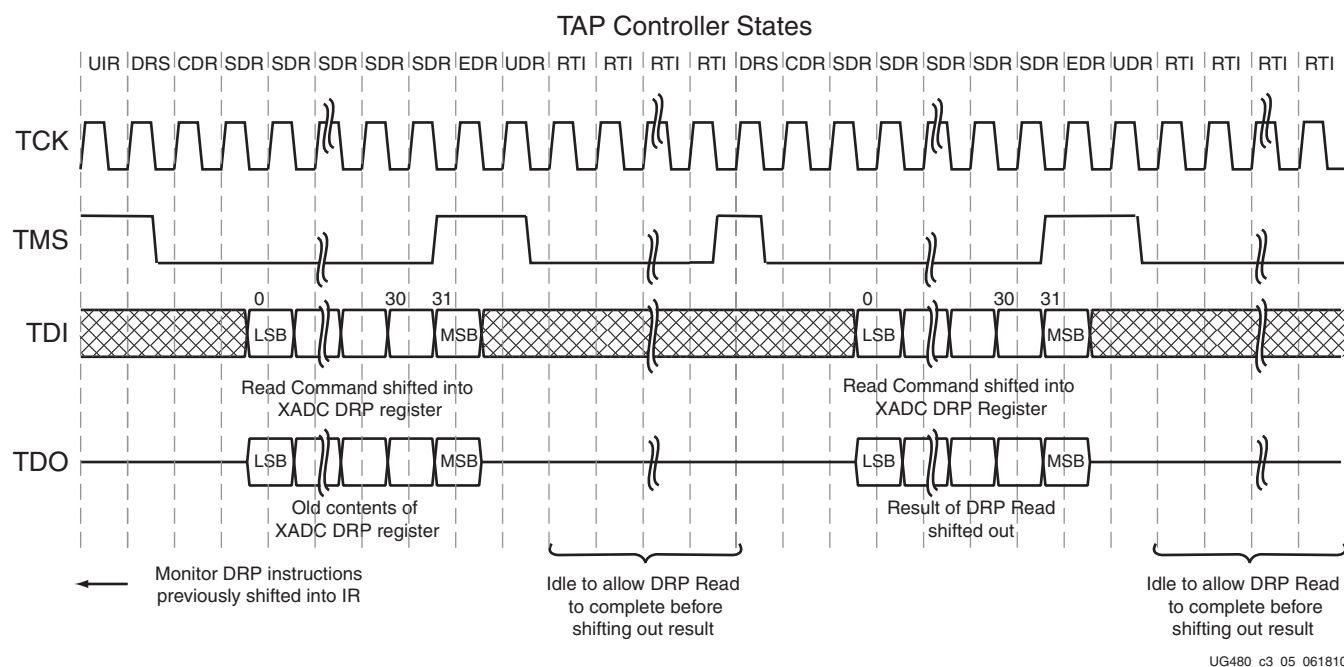 TAP Controller States
UIR DRS CDR SDR SDR SDR SDR SDR EDR UDR RTI RTI RTI RTI DRS CDR SDR SDR SDR SDR SDR EDR UDR RTI RTI RTI RTI
TCK
TMS
0 30 31 0 30 31
TDI LSB MSB LSB MSB
Read Command shifted into
XADC DRP register
Read Command shifted into
XADC DRP Register
TDO LSB MSB LSB MSB
Old contents of
XADC DRP register
Result of DRP Read
shifted out
Monitor DRP instructions
previously shifted into IR
Idle to allow DRP Read
to complete before
shifting out result
Idle to allow DRP Read
to complete before
shifting out result
UG480_c3_05_061810